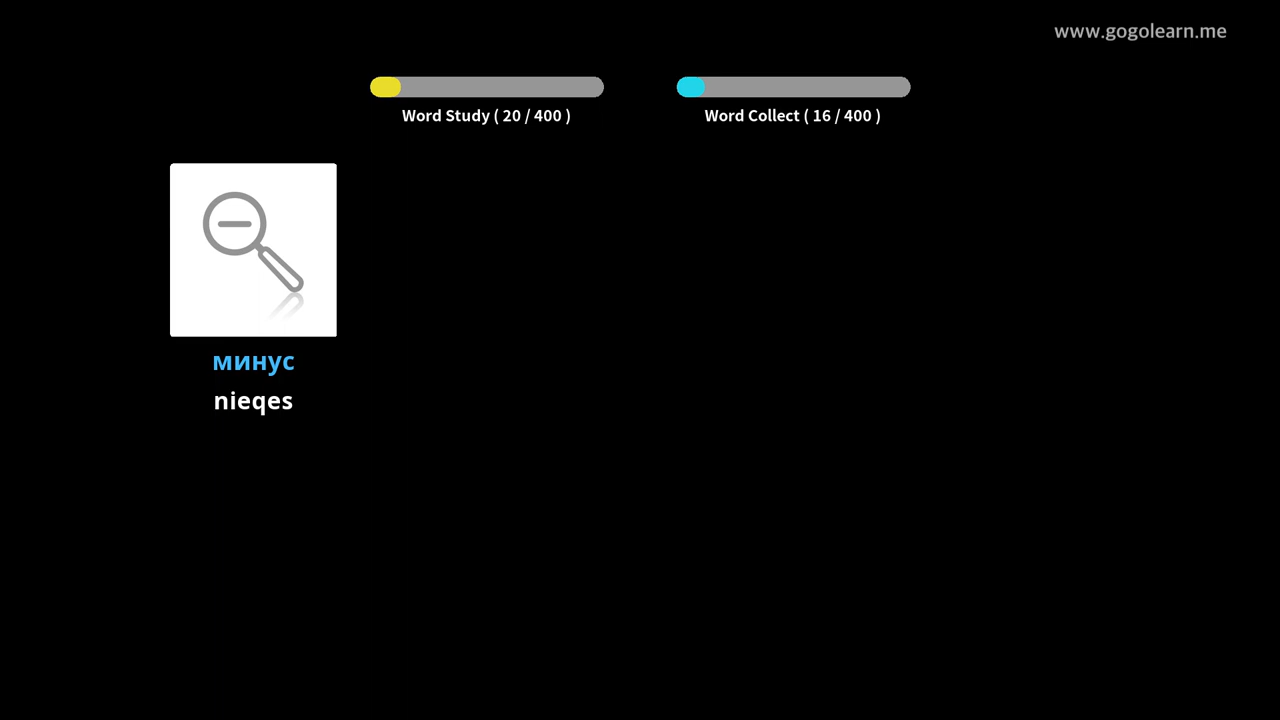 www.gogolearn.me
Word Study ( 20 / 400 )
Word Collect ( 16 / 400 )
минус
nieqes